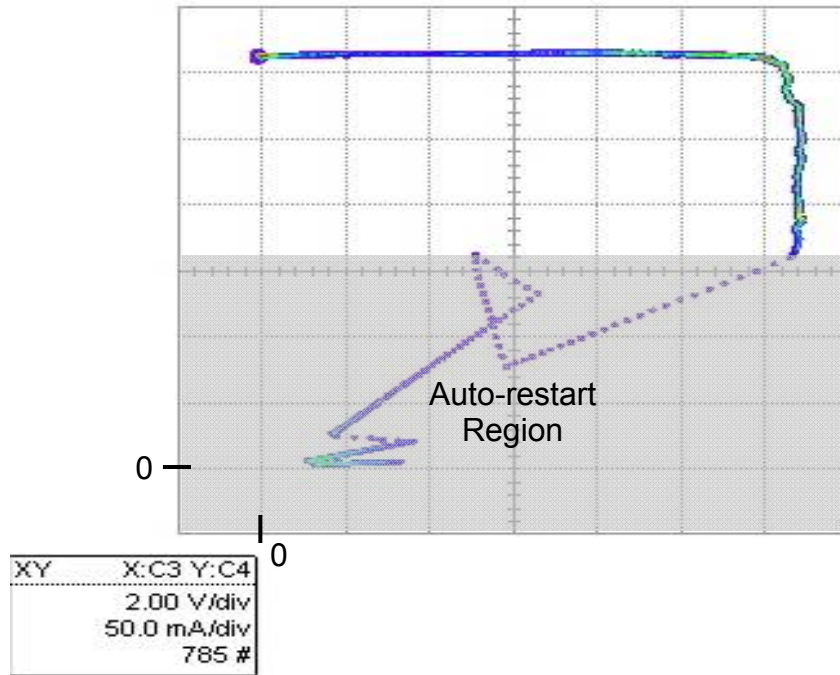 Auto-restart
Region
0
0
XY X:C3 Y:C4
2.00 V/div
50.0 mA/div
785 #